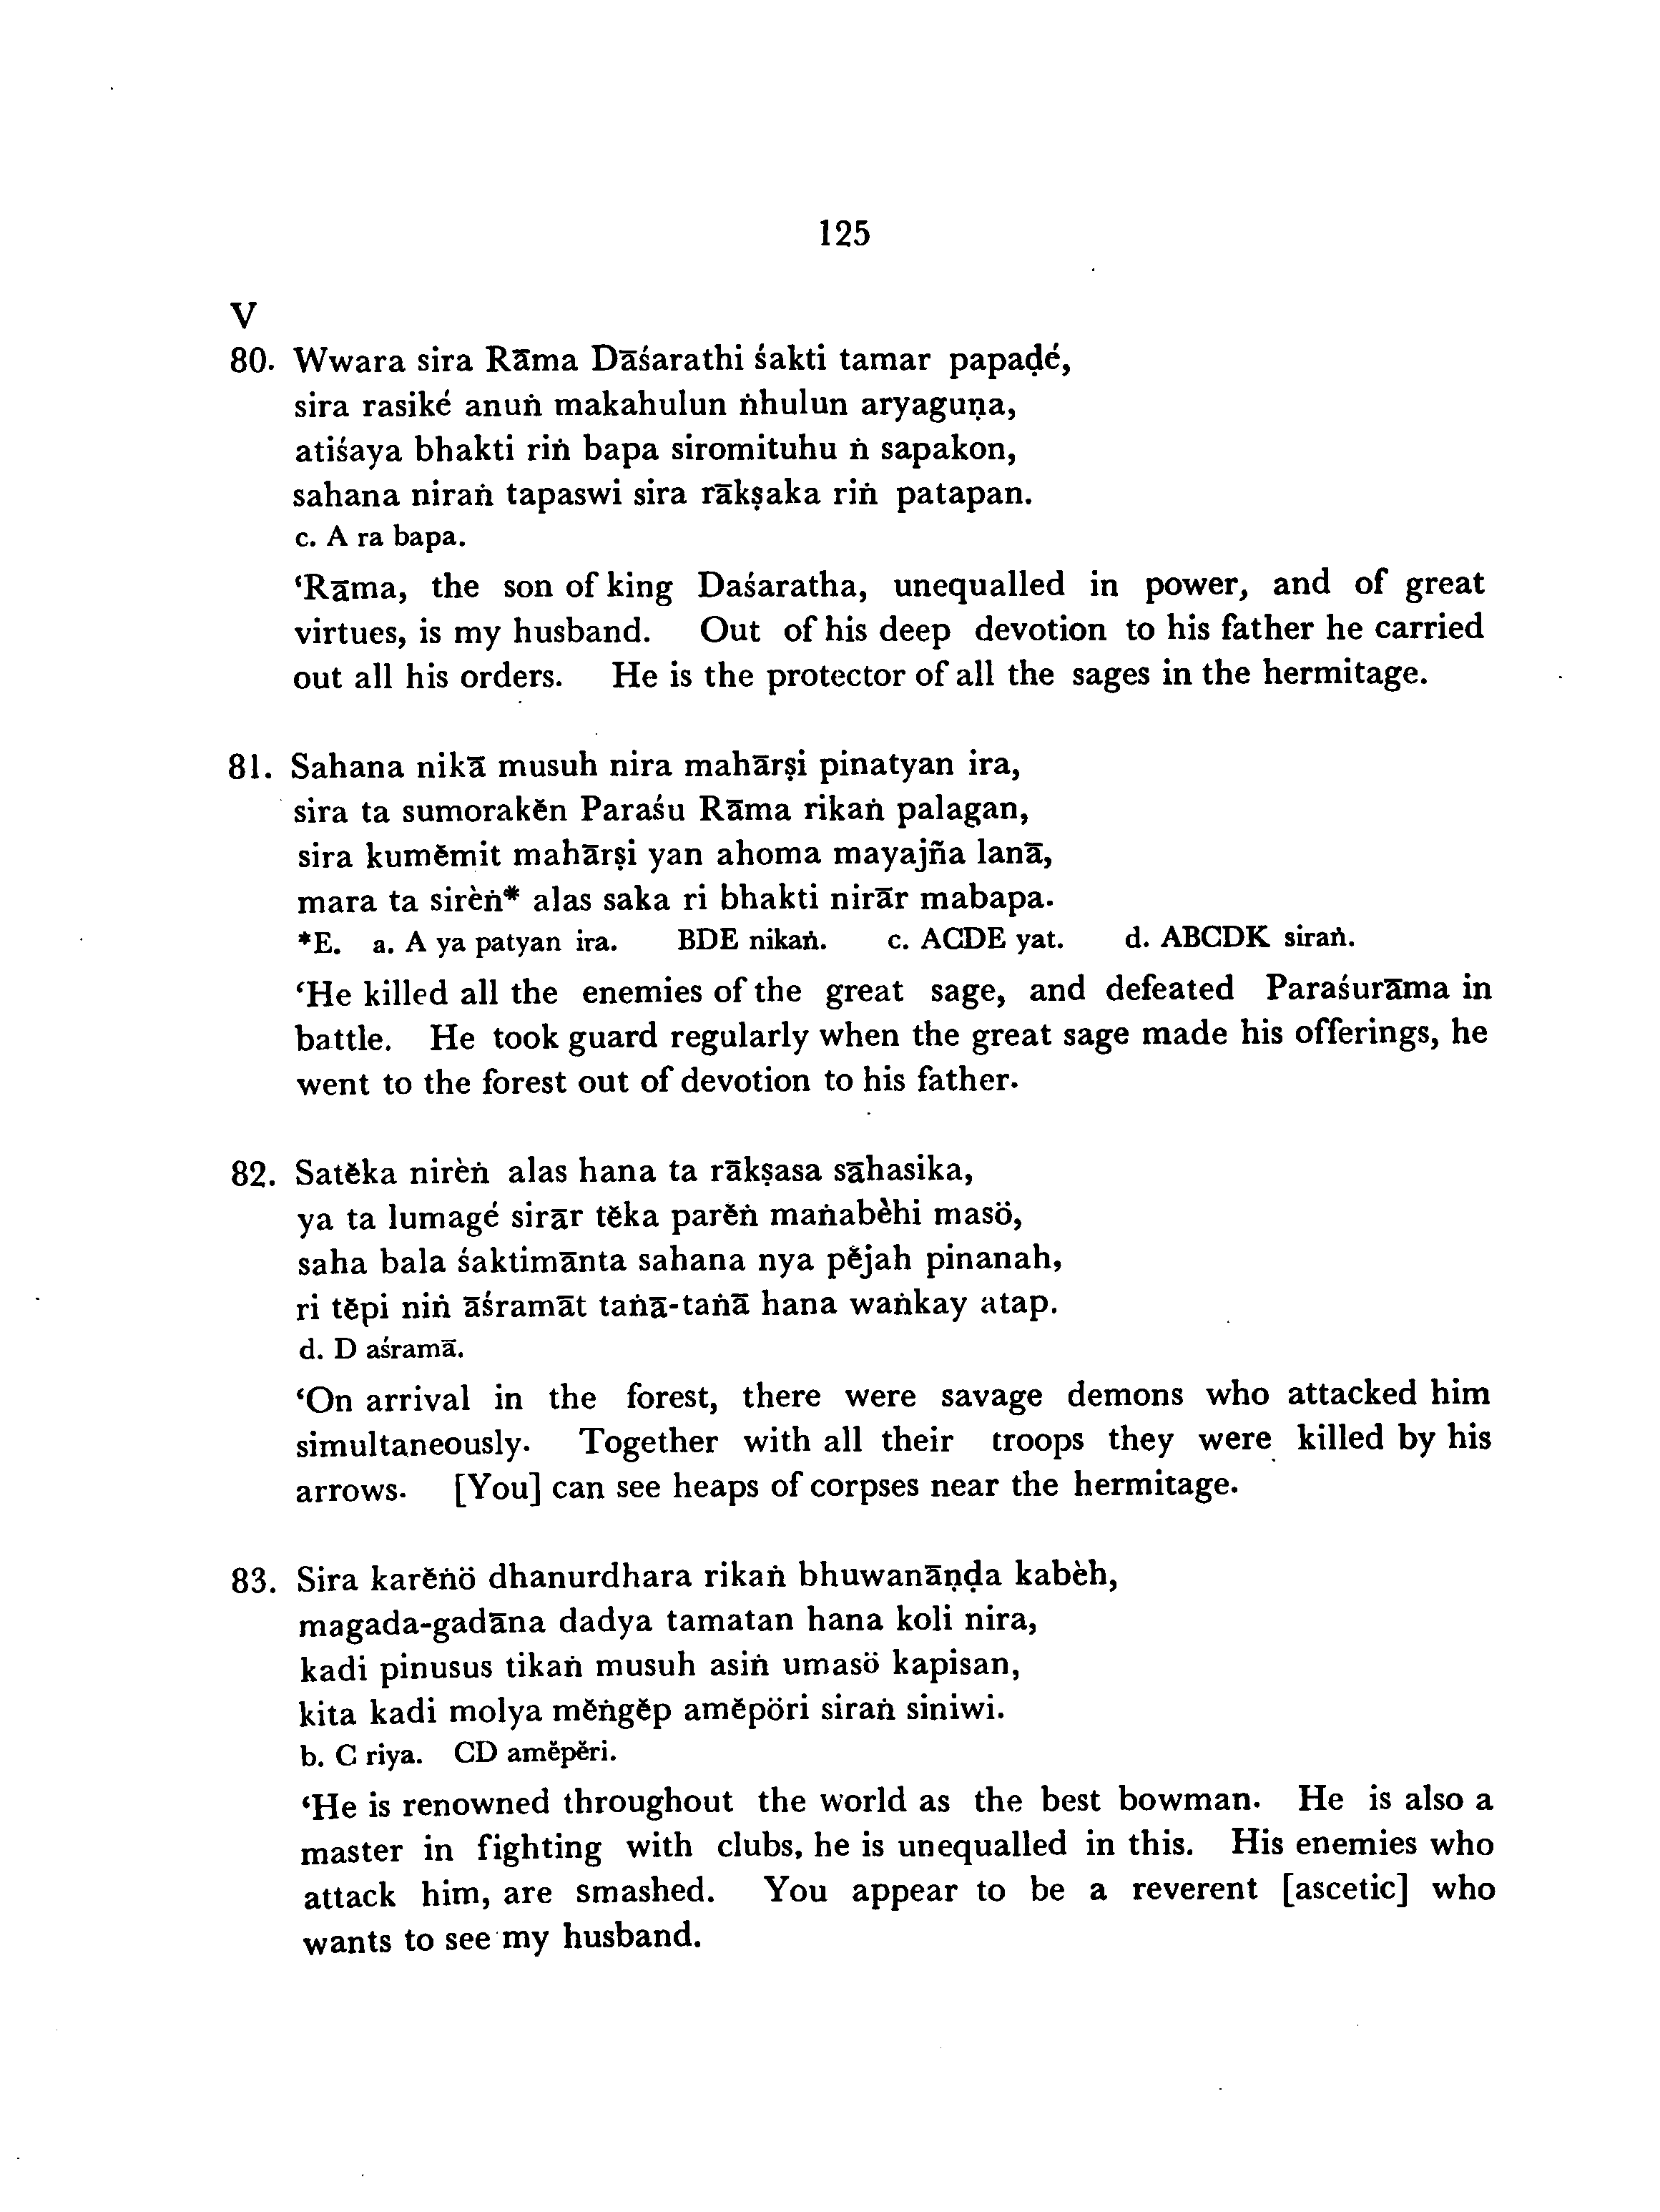 125
V
80. Wwara sira Rāma Dāśarathi śakti tamar papaḍé,
sira rasiké anuṅ makahulun ṅhulun aryaguṇa,
atiśaya bhakti riṅ bapa siromituhu ṅ sapakon,
sahana niraṅ tapaswi sira rākṣaka riṅ patapan.
c. A ra bapa.
‘Rāma, the son of king Daśaratha, unequalled in power, and of great
virtues, is my husband. Out of his deep devotion to his father he carried
out all his orders. He is the protector of all the sages in the hermitage.
81. Sahana nikā musuh nira mahārṣi pinatyan ira,
sira ta sumorakĕn Paraśu Rāma rikaṅ palagan,
sira kumĕmit mahārṣi yan ahoma mayajña lanā,
mara ta sirèṅ* alas saka ri bhakti nirār mabapa.
*E. a. A ya patyan ira. BDE nikaṅ. c. ACDE yat. d. ABCDK siraṅ.
‘He killed all the enemies of the great sage, and defeated Paraśurāma in
battle. He took guard regularly when the great sage made his offerings, he
went to the forest out of devotion to his father.
82. Satĕka nirèṅ alas hana ta rākṣasa sāhasika,
ya ta lumagé sirār tĕka parĕṅ maṅabèhi masö,
saha bala śaktimānta sahana nya pĕjah pinanah,
ri tĕpi niṅ āśramāt taṅā-taṅā hana waṅkay atap.
d. D aśramā.
‘On arrival in the forest, there were savage demons who attacked him
simultaneously. Together with all their troops they were killed by his
arrows. [You] can see heaps of corpses near the hermitage.
83. Sira karĕṅö dhanurdhara rikaṅ bhuwanāṇḍa kabèh,
magada-gadāna dadya tamatan hana koli nira,
kadi pinusus tikaṅ musuh asiṅ umasö kapisan,
kita kadi molya mĕṅgĕp amĕpöri siraṅ siniwi.
b. C riya. CD amĕpĕri.
‘He is renowned throughout the world as the best bowman. He is also a
master in fighting with clubs, he is unequalled in this. His enemies who
attack him, are smashed. You appear to be a reverent [ascetic] who
wants to see my husband.